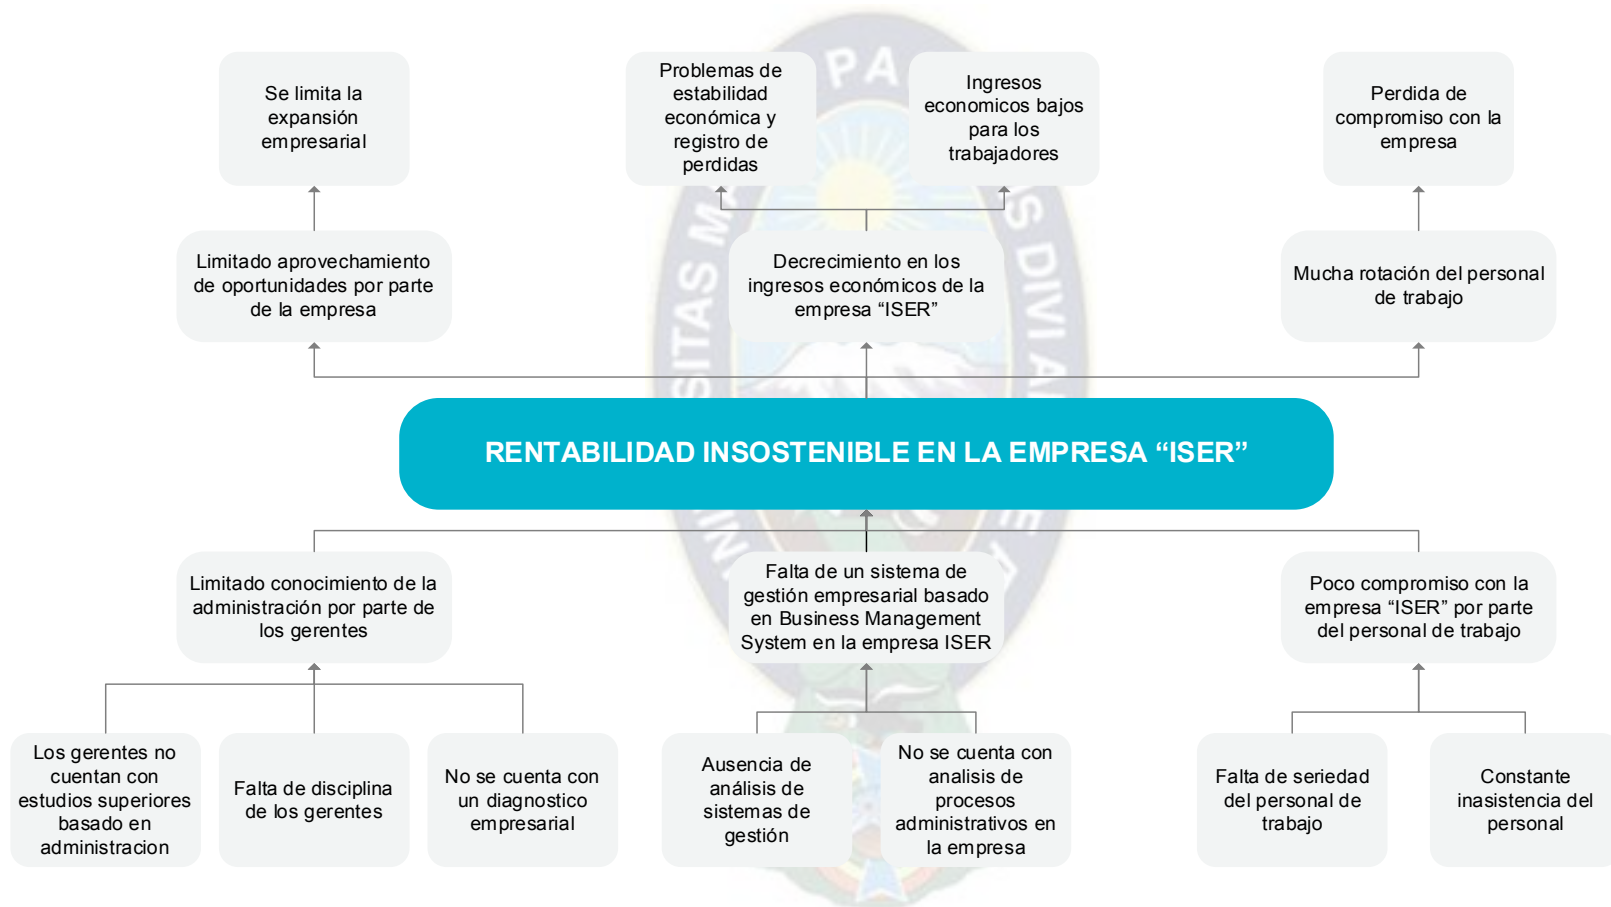 Se limita la
expansión
empresarial
Problemas de
estabilidad
económica y
registro de
perdidas
Ingresos
economicos bajos
para los
trabajadores
Perdida de
compromiso con la
empresa
Limitado aprovechamiento
de oportunidades por parte
de la empresa
Decrecimiento en los
ingresos económicos de la
empresa “ISER”
Mucha rotación del personal
de trabajo
RENTABILIDAD INSOSTENIBLE EN LA EMPRESA “ISER”
Limitado conocimiento de la
administración por parte de
los gerentes
Falta de un sistema de
gestión empresarial basado
en Business Management
System en la empresa ISER
Poco compromiso con la
empresa “ISER” por parte
del personal de trabajo
Los gerentes no
cuentan con
estudios superiores
basado en
administracion
Falta de disciplina
de los gerentes
No se cuenta con
un diagnostico
empresarial
Ausencia de
análisis de
sistemas de
gestión
No se cuenta con
analisis de
procesos
administrativos en
la empresa
Falta de seriedad
del personal de
trabajo
Constante
inasistencia del
personal